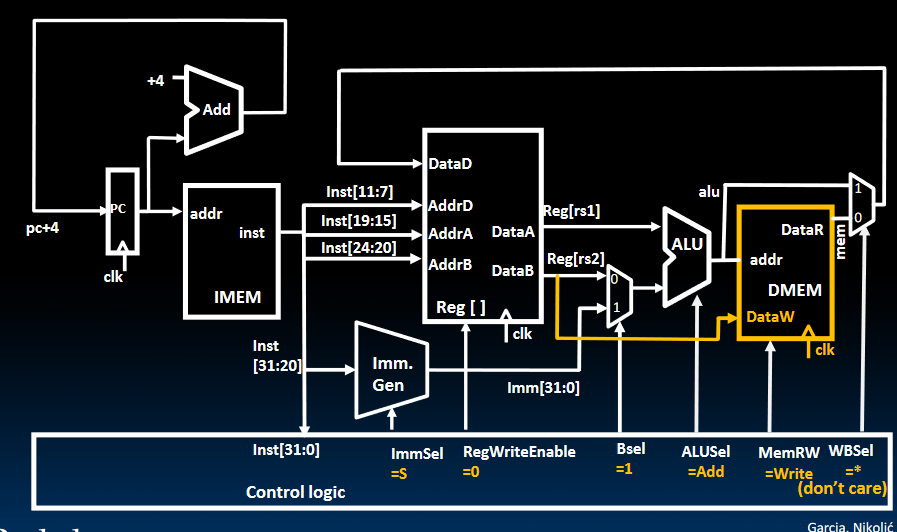 +4
Add
DataD
Inst[11:7]
alu
1
PC
addr
AddrD
Reg[rs1]
DataR
0
pc+4
inst
Inst[19:15]
AddrA
DataA
ALU
mem
Inst[24:20]
AddrB
Reg[rs2]
addr
DataB
0
clk
IMEM
Reg [ ]
1
DMEM
DataW
clk
clk
Inst
[31:20]
Imm.
Gen
Imm[31:0]
Inst[31:0]
ImmSel
=S
RegWriteEnable
=0
Bsel
=1
ALUSel
=Add
MemRW
=Write
WBSel
=*
(don’t care)
Control logic
Garcia, Nikolić